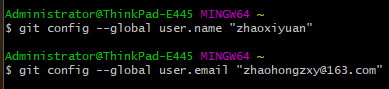 Administrator@ThinkPad-E445 MINGW64 ~
$ git config --global user.name "zhaoxiyuan"
Administrator@ThinkPad-E445 MINGW64 ~
$ git config --global user.email "zhaohongzxy@163.com"